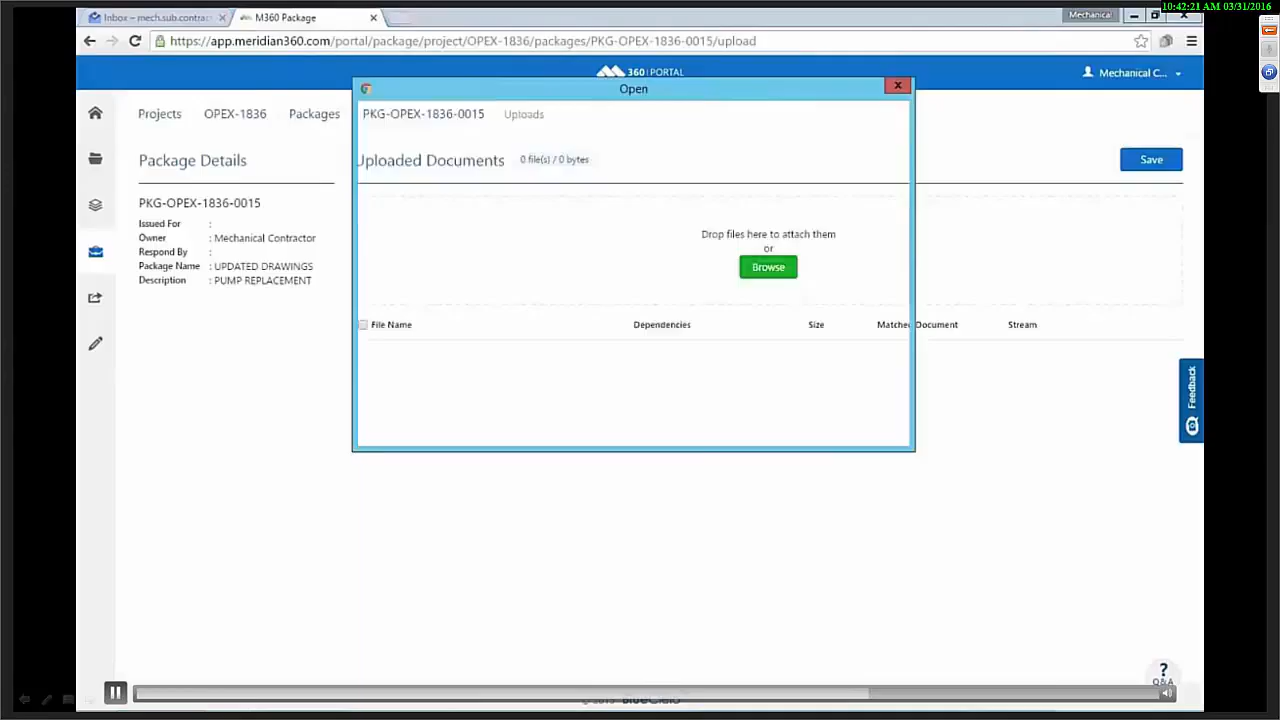 10:42:21 AM 03/31/2016
Inbox – mech.sub.contrac
M360 Package
Mechanical
https://app.meridian360.com/portal/package/project/OPEX-1836/packages/PKG-OPEX-1836-0015/upload
360 | PORTAL
Mechanical C...
Open
Projects OPEX-1836 Packages PKG-OPEX-1836-0015 Uploads
Package Details
Uploaded Documents 0 file(s) / 0 bytes
Save
PKG-OPEX-1836-0015
Issued For :
Owner : Mechanical Contractor
Respond By :
Package Name : UPDATED DRAWINGS
Description : PUMP REPLACEMENT
Drop files here to attach them
or
Browse
File Name Dependencies Size Matched Document Stream
Feedback
?
Q&A
© 2015 BlueCielo